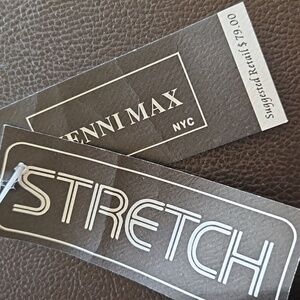 ENNI MAX
NYC
Suggested Retail $ 79.00
STRETCH